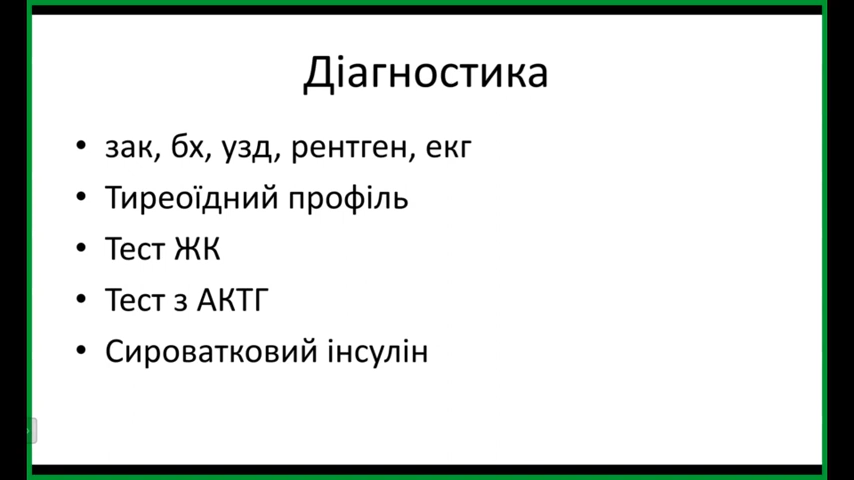 Діагностика
• зак, бх, узд, рентген, екг
• Тиреоїдний профіль
• Тест ЖК
• Тест з АКТГ
• Сироватковий інсулін